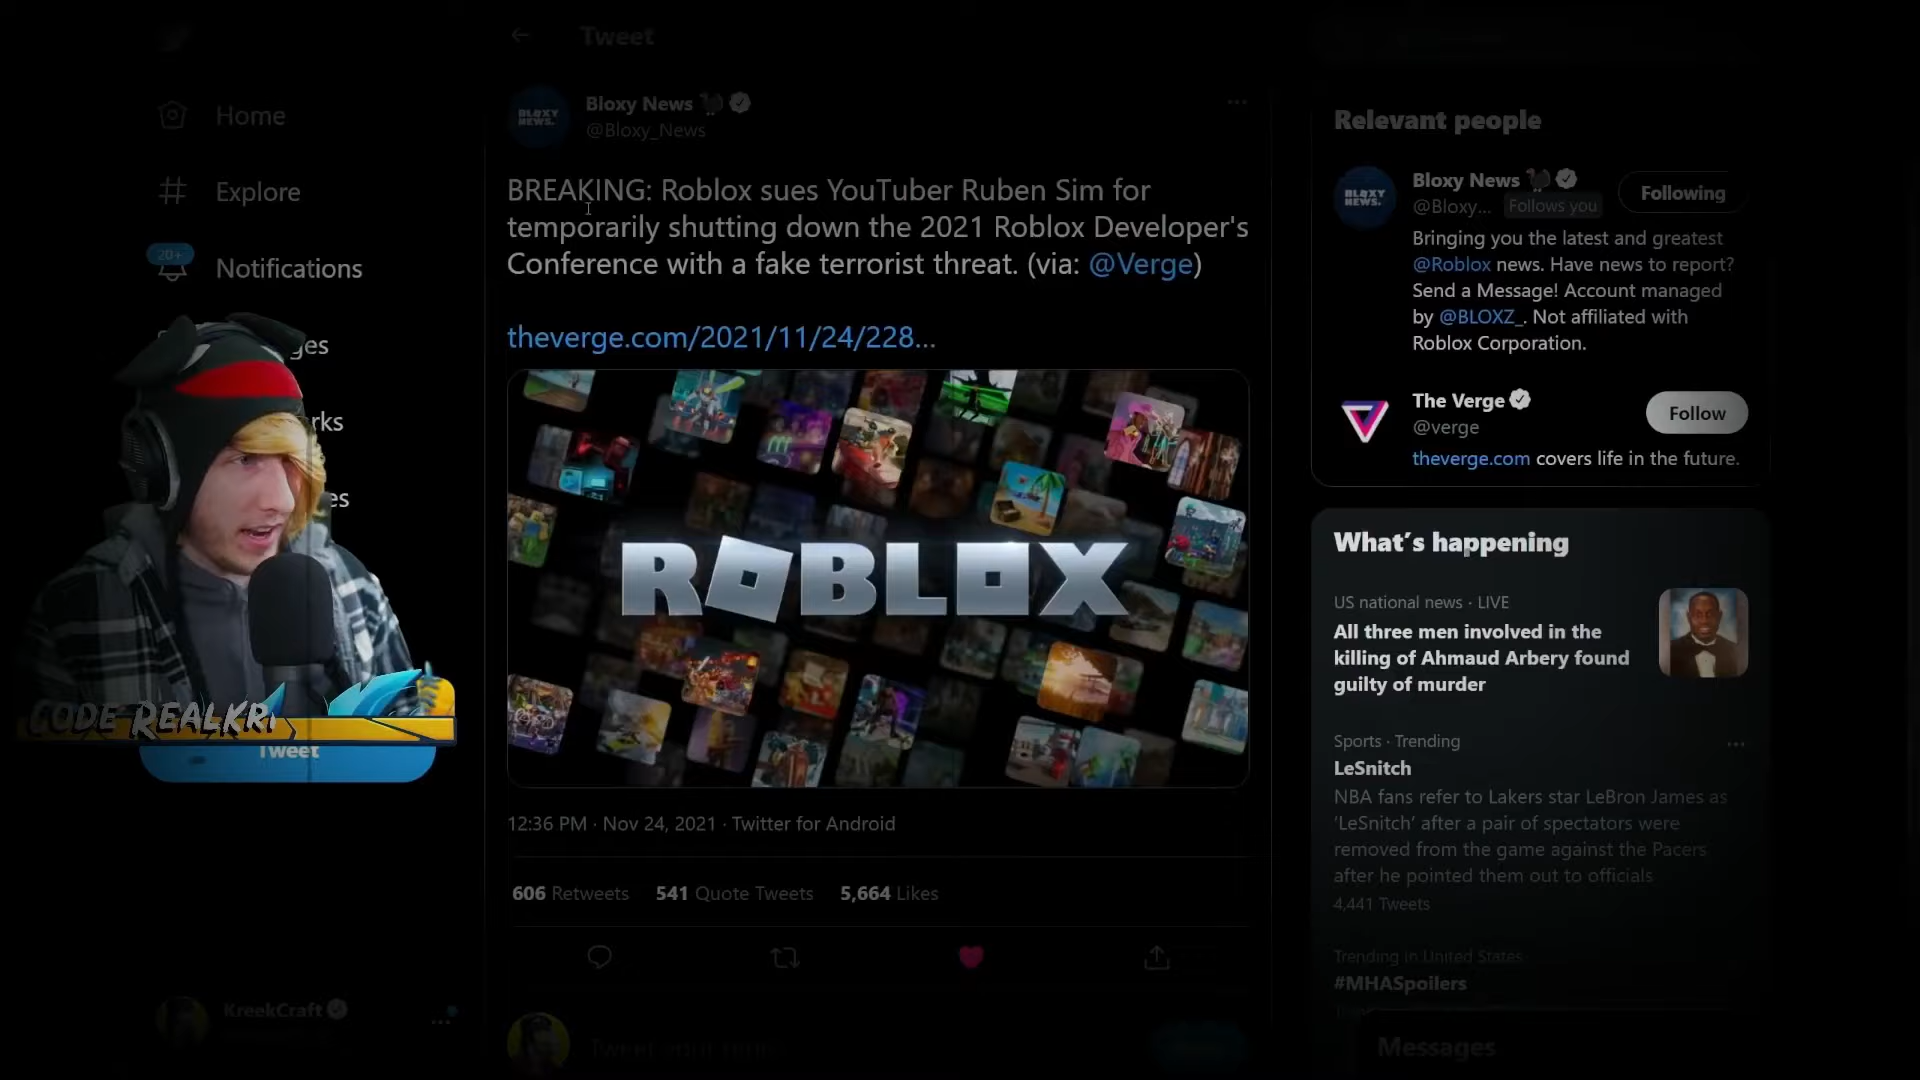 Tweet
Home
Explore
20+
Notifications
ges
rks
es
CODE REALKR
Tweet
KreekCraft
BLOXY
NEWS.
Bloxy News
@Bloxy_News
BREAKING: Roblox sues YouTuber Ruben Sim for
temporarily shutting down the 2021 Roblox Developer's
Conference with a fake terrorist threat. (via: @Verge)
theverge.com/2021/11/24/228...
ROBLOX
12:36 PM · Nov 24, 2021 · Twitter for Android
606 Retweets 541 Quote Tweets 5,664 Likes
Relevant people
BLOXY
NEWS.
Bloxy News
@Bloxy... Follows you
Following
Bringing you the latest and greatest
@Roblox news. Have news to report?
Send a Message! Account managed
by @BLOXZ_. Not affiliated with
Roblox Corporation.
The Verge
@verge
Follow
theverge.com covers life in the future.
What's happening
US national news · LIVE
All three men involved in the
killing of Ahmaud Arbery found
guilty of murder
Sports · Trending
LeSnitch
NBA fans refer to Lakers star LeBron James as
'LeSnitch' after a pair of spectators were
removed from the game against the Pacers
after he pointed them out to officials
4,441 Tweets
Trending in United States
#MHASpoilers
Messages